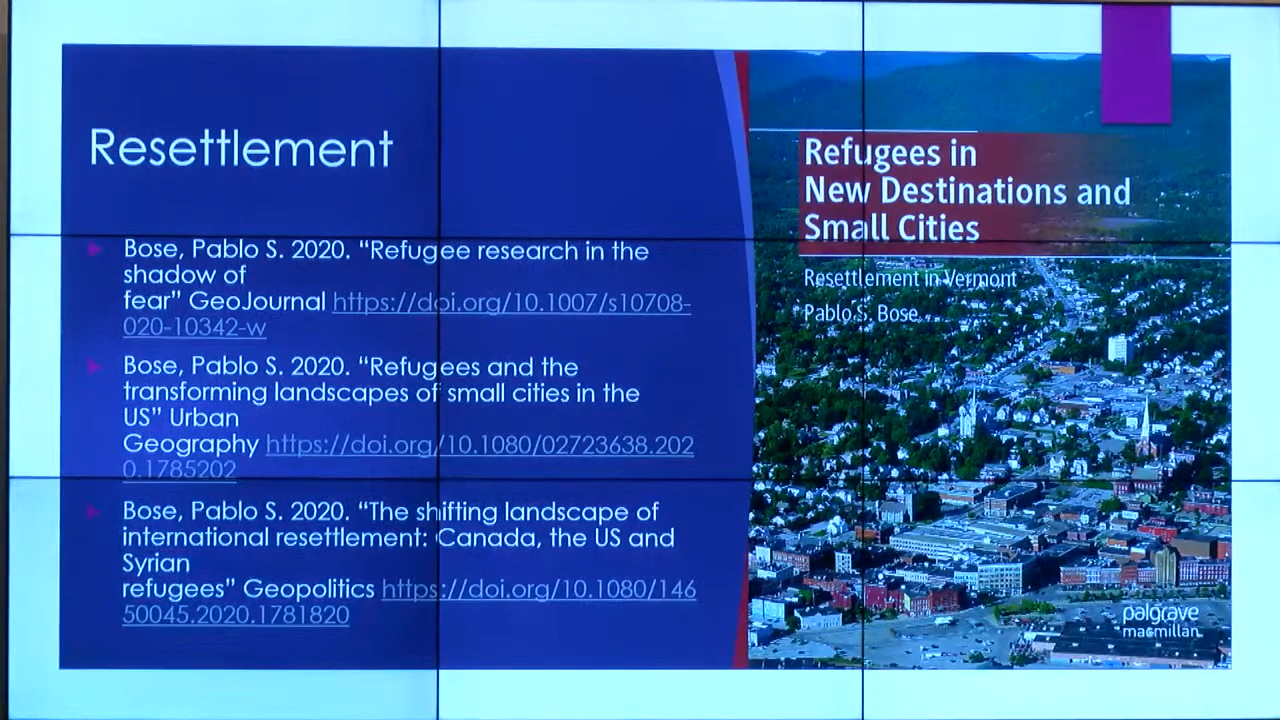 Resettlement
Bose, Pablo S. 2020. “Refugee research in the
shadow of
fear” GeoJournal https://doi.org/10.1007/s10708-
020-10342-w
Bose, Pablo S. 2020. “Refugees and the
transforming landscapes of small cities in the
US” Urban
Geography https://doi.org/10.1080/02723638.202
0.1785202
Bose, Pablo S. 2020. “The shifting landscape of
international resettlement: Canada, the US and
Syrian
refugees” Geopolitics https://doi.org/10.1080/146
50045.2020.1781820
Refugees in
New Destinations and
Small Cities
Resettlement in Vermont
Pablo S. Bose
palgrave
macmillan